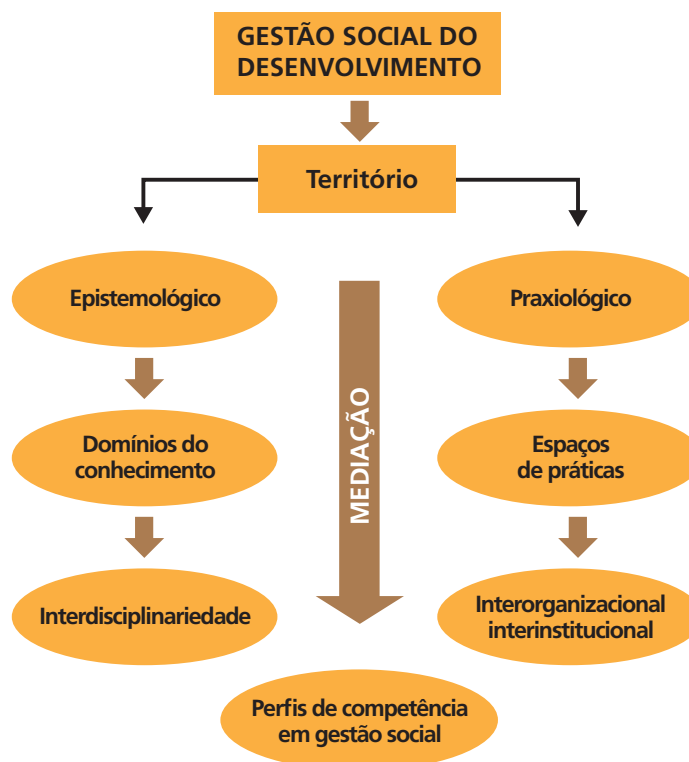 GESTÃO SOCIAL DO
DESENVOLVIMENTO
Território
Epistemológico
Praxiológico
MEDIAÇÃO
Domínios do
conhecimento
Espaços
de práticas
Interdisciplinariedade
Interorganizacional
interinstitucional
Perfis de competência
em gestão social